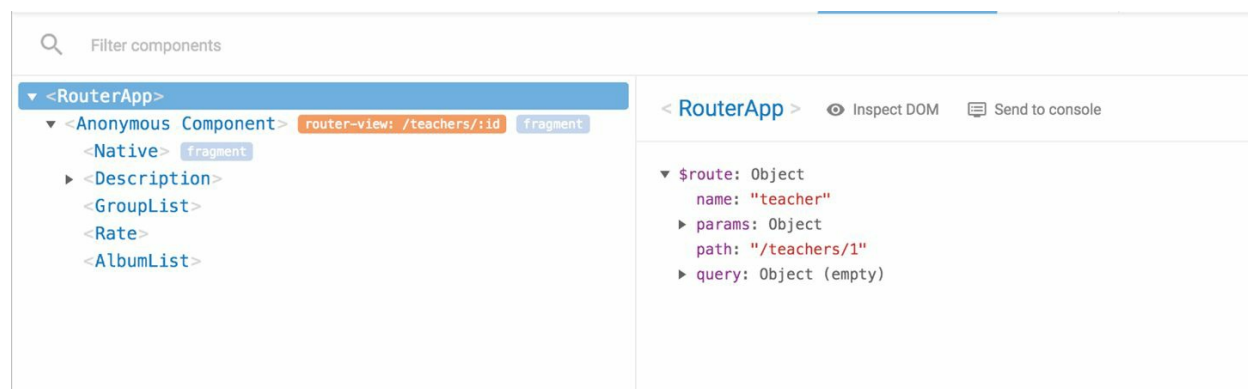 Filter components
<RouterApp>
<Anonymous Component> router-view: /teachers/:id fragment
<Native> fragment
<Description>
<GroupList>
<Rate>
<AlbumList>
< RouterApp > Inspect DOM Send to console
$route: Object
name: "teacher"
params: Object
path: "/teachers/1"
query: Object (empty)